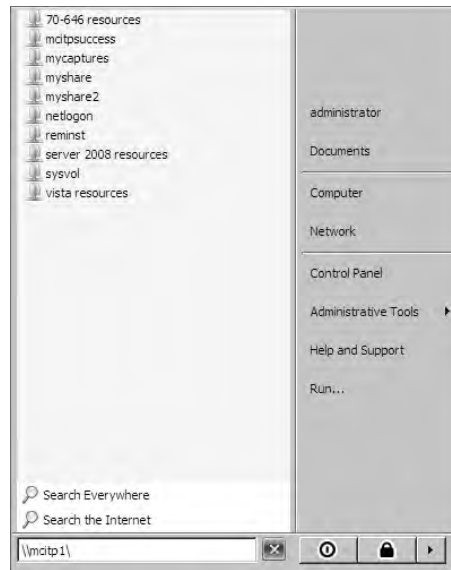 70-646 resources
mcitpsuccess
mycaptures
myshare
myshare2
netlogon
reminst
server 2008 resources
sysvol
vista resources
Search Everywhere
Search the Internet
\\mcitp1\
administrator
Documents
Computer
Network
Control Panel
Administrative Tools
Help and Support
Run...